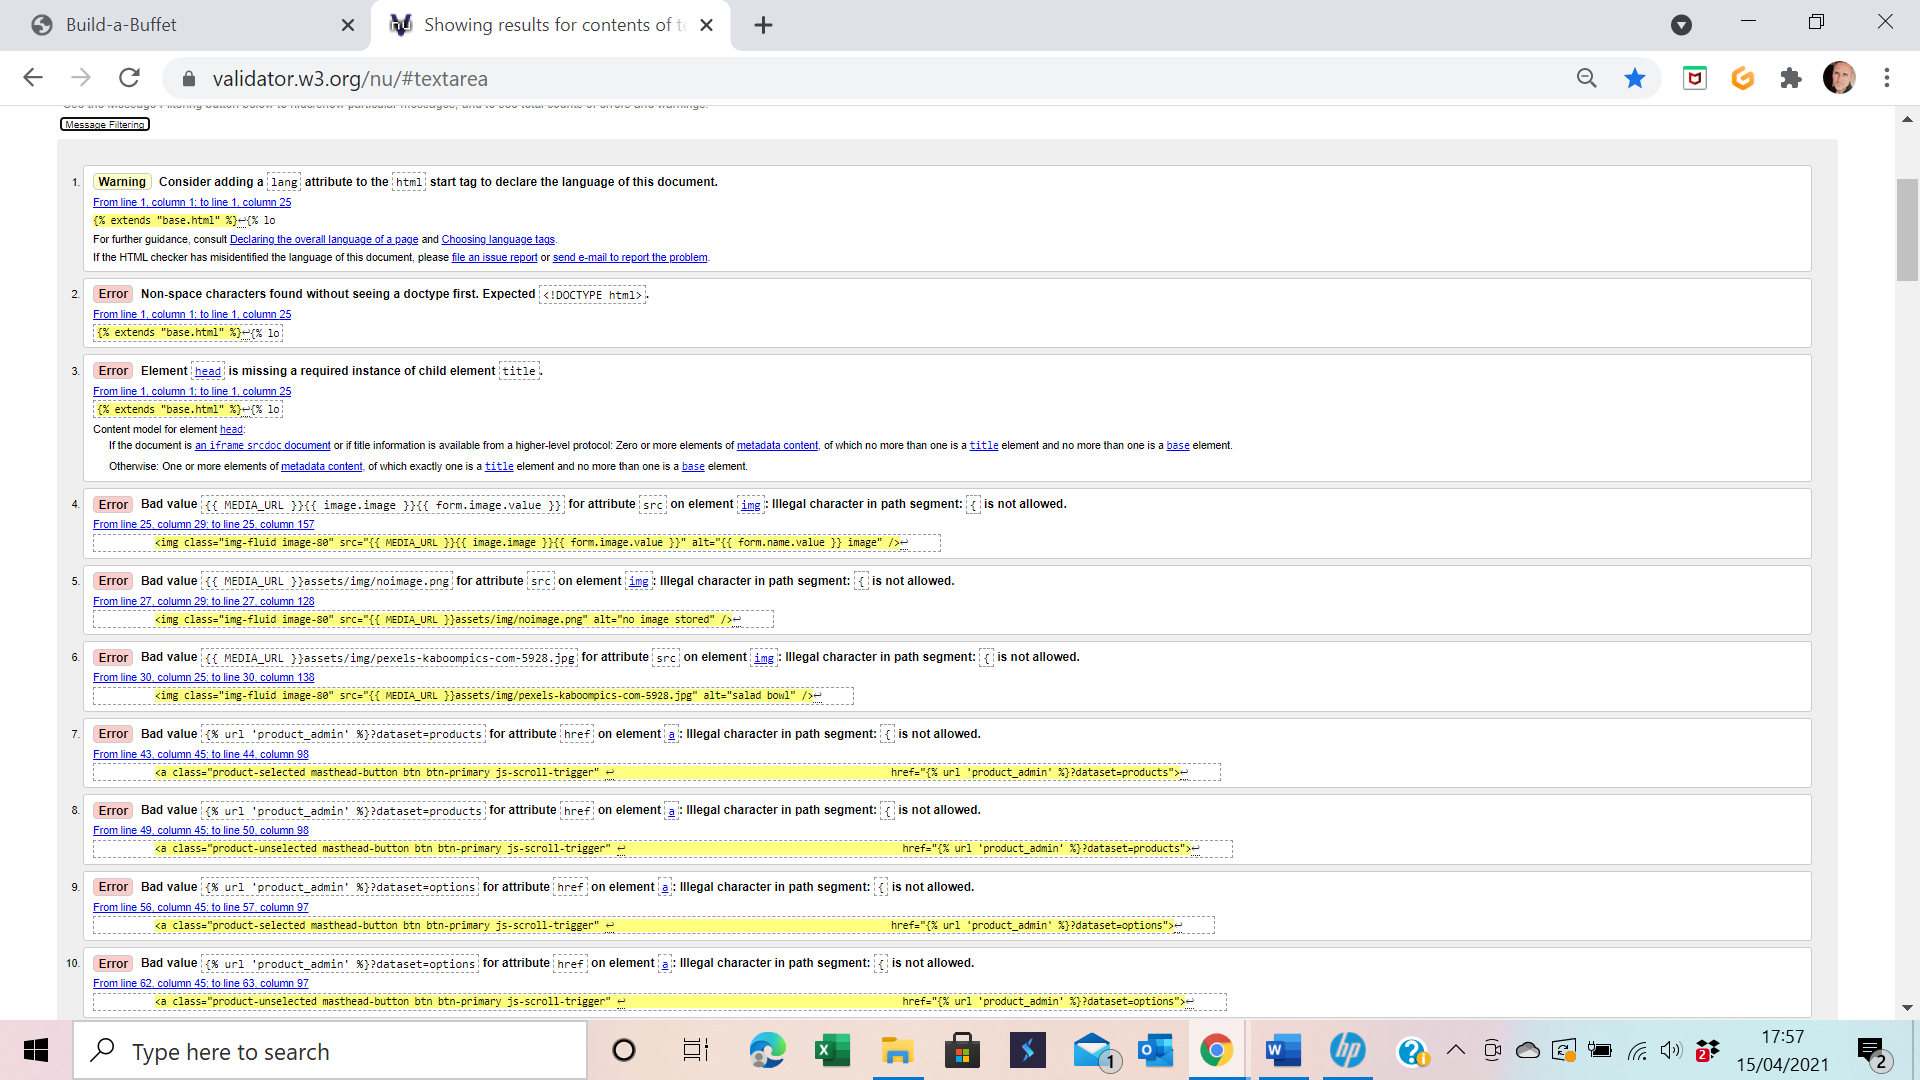 Build-a-Buffet
Showing results for contents of te
validator.w3.org/nu/#textarea
Use the Message Filtering button below to hide/show particular messages, and to see total counts of errors and warnings.
Message Filtering
1. Warning Consider adding a lang attribute to the html start tag to declare the language of this document.
From line 1, column 1; to line 1, column 25
{% extends "base.html" %}↩{% lo
For further guidance, consult Declaring the overall language of a page and Choosing language tags.
If the HTML checker has misidentified the language of this document, please file an issue report or send e-mail to report the problem.
2. Error Non-space characters found without seeing a doctype first. Expected <!DOCTYPE html>.
From line 1, column 1; to line 1, column 25
{% extends "base.html" %}↩{% lo
3. Error Element head is missing a required instance of child element title.
From line 1, column 1; to line 1, column 25
{% extends "base.html" %}↩{% lo
Content model for element head:
If the document is an iframe srcdoc document or if title information is available from a higher-level protocol: Zero or more elements of metadata content, of which no more than one is a title element and no more than one is a base element.
Otherwise: One or more elements of metadata content, of which exactly one is a title element and no more than one is a base element.
4. Error Bad value {{ MEDIA_URL }}{{ image.image }}{{ form.image.value }} for attribute src on element img: Illegal character in path segment: { is not allowed.
From line 25, column 29; to line 25, column 157
<img class="img-fluid image-80" src="{{ MEDIA_URL }}{{ image.image }}{{ form.image.value }}" alt="{{ form.name.value }} image" />↩
5. Error Bad value {{ MEDIA_URL }}assets/img/noimage.png for attribute src on element img: Illegal character in path segment: { is not allowed.
From line 27, column 29; to line 27, column 128
<img class="img-fluid image-80" src="{{ MEDIA_URL }}assets/img/noimage.png" alt="no image stored" />↩
6. Error Bad value {{ MEDIA_URL }}assets/img/pexels-kaboompics-com-5928.jpg for attribute src on element img: Illegal character in path segment: { is not allowed.
From line 30, column 25; to line 30, column 138
<img class="img-fluid image-80" src="{{ MEDIA_URL }}assets/img/pexels-kaboompics-com-5928.jpg" alt="salad bowl" />↩
7. Error Bad value {% url 'product_admin' %}?dataset=products for attribute href on element a: Illegal character in path segment: { is not allowed.
From line 43, column 45; to line 44, column 98
<a class="product-selected masthead-button btn btn-primary js-scroll-trigger" ↩ href="{% url 'product_admin' %}?dataset=products">↩
8. Error Bad value {% url 'product_admin' %}?dataset=products for attribute href on element a: Illegal character in path segment: { is not allowed.
From line 49, column 45; to line 50, column 98
<a class="product-unselected masthead-button btn btn-primary js-scroll-trigger" ↩ href="{% url 'product_admin' %}?dataset=products">↩
9. Error Bad value {% url 'product_admin' %}?dataset=options for attribute href on element a: Illegal character in path segment: { is not allowed.
From line 56, column 45; to line 57, column 97
<a class="product-selected masthead-button btn btn-primary js-scroll-trigger" ↩ href="{% url 'product_admin' %}?dataset=options">↩
10. Error Bad value {% url 'product_admin' %}?dataset=options for attribute href on element a: Illegal character in path segment: { is not allowed.
From line 62, column 45; to line 63, column 97
<a class="product-unselected masthead-button btn btn-primary js-scroll-trigger" ↩ href="{% url 'product_admin' %}?dataset=options">↩
Type here to search
1
2
17:57
15/04/2021
2